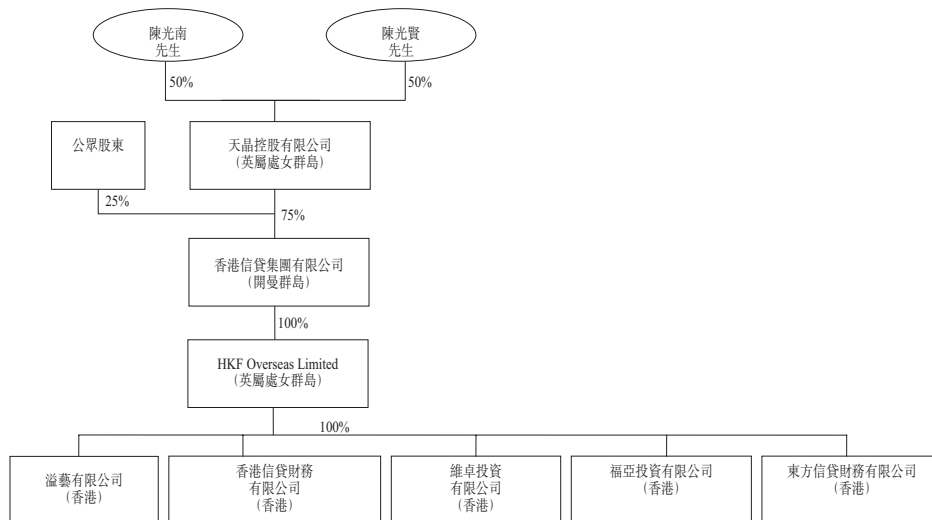 陳光南
先生
陳光賢
先生
50%
50%
公眾股東
天晶控股有限公司
(英屬處女群島)
25%
75%
香港信貸集團有限公司
(開曼群島)
100%
HKF Overseas Limited
(英屬處女群島)
100%
溢藝有限公司
(香港)
香港信貸財務
有限公司
(香港)
維卓投資
有限公司
(香港)
福亞投資有限公司
(香港)
東方信貸財務有限公司
(香港)